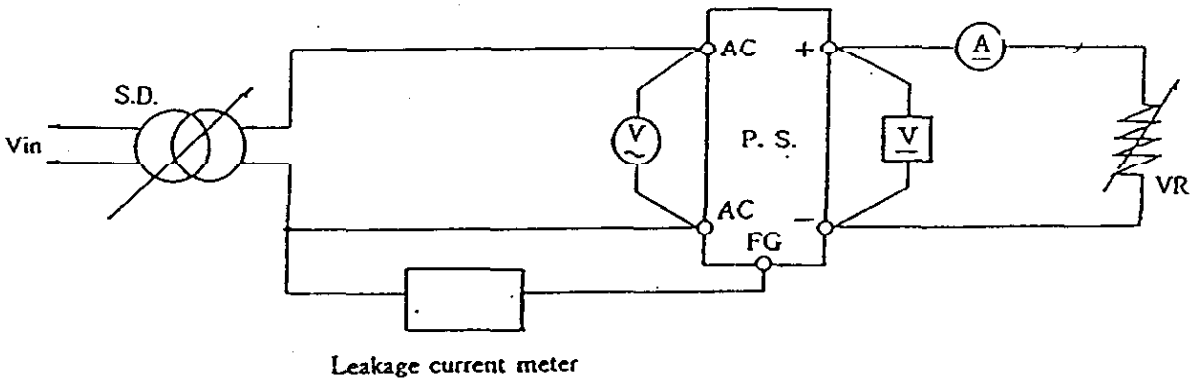 S.D.
Vin
AC
+
A
V
~
P. S.
V
VR
AC
−
FG
Leakage current meter